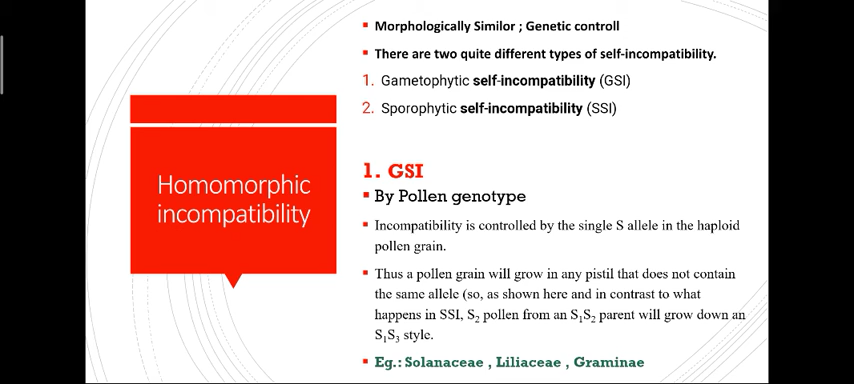 Homomorphic
incompatibility
▪ Morphologically Similor ; Genetic controll
▪ There are two quite different types of self-incompatibility.
1. Gametophytic self-incompatibility (GSI)
2. Sporophytic self-incompatibility (SSI)
1. GSI
▪ By Pollen genotype
▪ Incompatibility is controlled by the single S allele in the haploid
pollen grain.
▪ Thus a pollen grain will grow in any pistil that does not contain
the same allele (so, as shown here and in contrast to what
happens in SSI, S₂ pollen from an S₁S₂ parent will grow down an
S₁S₃ style.
▪ Eg.: Solanaceae , Liliaceae , Graminae